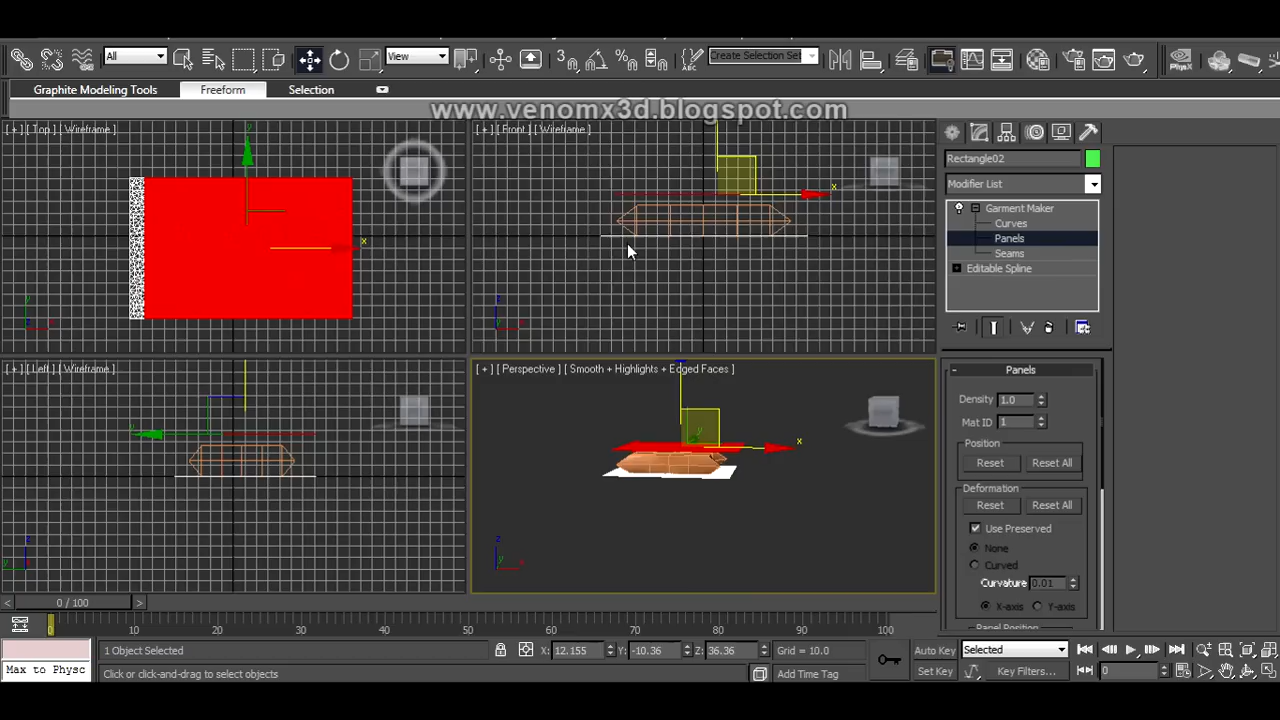 All
View
Create Selection Se
Graphite Modeling Tools
Freeform
Selection
www.venomx3d.blogspot.com
[ + ] [ Top ] [ Wireframe ]
[ + ] [ Front ] [ Wireframe ]
Rectangle02
Modifier List
Garment Maker
Curves
Panels
Seams
Editable Spline
[ + ] [ Left ] [ Wireframe ]
[ + ] [ Perspective ] [ Smooth + Highlights + Edged Faces ]
Panels
Density: 1.0
Mat ID: 1
Position
Reset
Reset All
Deformation
Reset
Reset All
Use Preserved
None
Curved
Curvature: 0.01
X-axis
Y-axis
Panel Position
0 / 100
0 10 20 30 40 50 60 70 80 90 100
1 Object Selected
X: 12.155
Y: -10.36
Z: 36.36
Grid = 10.0
Auto Key
Selected
Max to Physc
Click or click-and-drag to select objects
Add Time Tag
Set Key
Key Filters...
0